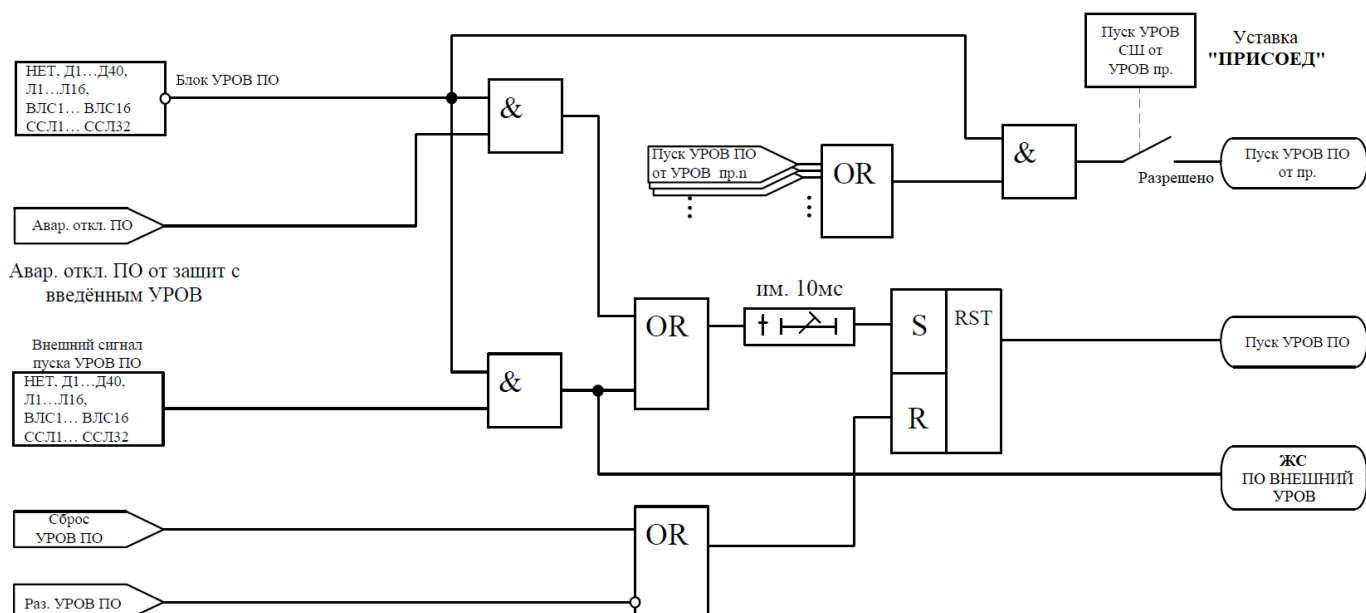 НЕТ, Д1…Д40,
Л1…Л16,
ВЛС1… ВЛС16
ССЛ1… ССЛ32
Блок УРОВ ПО
&
Авар. откл. ПО
Авар. откл. ПО от защит с
введённым УРОВ
Внешний сигнал
пуска УРОВ ПО
НЕТ, Д1…Д40,
Л1…Л16,
ВЛС1… ВЛС16
ССЛ1… ССЛ32
&
OR
Сброс
УРОВ ПО
Раз. УРОВ ПО
OR
им. 10мс
S
RST
R
Пуск УРОВ ПО
от УРОВ пр.n
OR
&
Пуск УРОВ
СШ от
УРОВ пр.
Уставка
"ПРИСОЕД"
Разрешено
Пуск УРОВ ПО
от пр.
Пуск УРОВ ПО
ЖС
ПО ВНЕШНИЙ
УРОВ